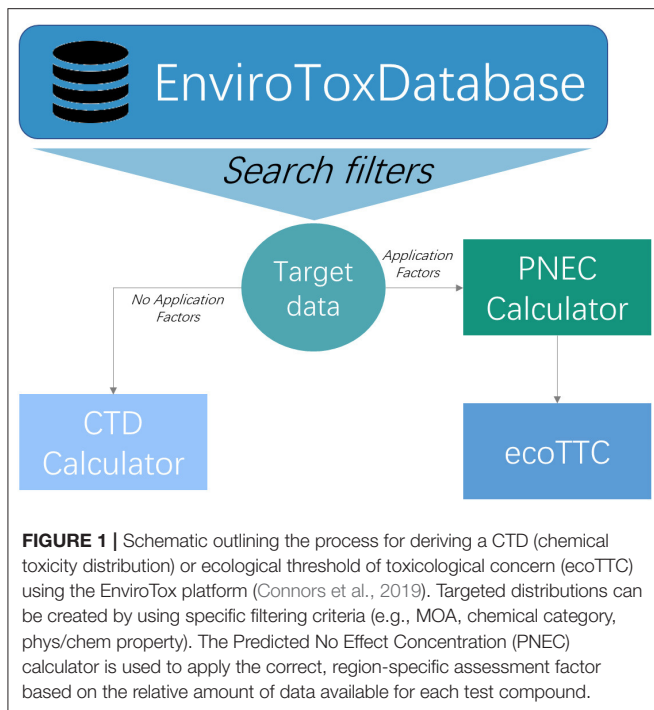 EnviroToxDatabase
Search filters
Target
data
Application
Factors
PNEC
Calculator
No Application
Factors
CTD
Calculator
ecoTTC
FIGURE 1 | Schematic outlining the process for deriving a CTD (chemical
toxicity distribution) or ecological threshold of toxicological concern (ecoTTC)
using the EnviroTox platform (Connors et al., 2019). Targeted distributions
can be created by using specific filtering criteria (e.g., MOA, chemical category,
phys/chem property). The Predicted No Effect Concentration (PNEC)
calculator is used to apply the correct, region-specific assessment factor
based on the relative amount of data available for each test compound.